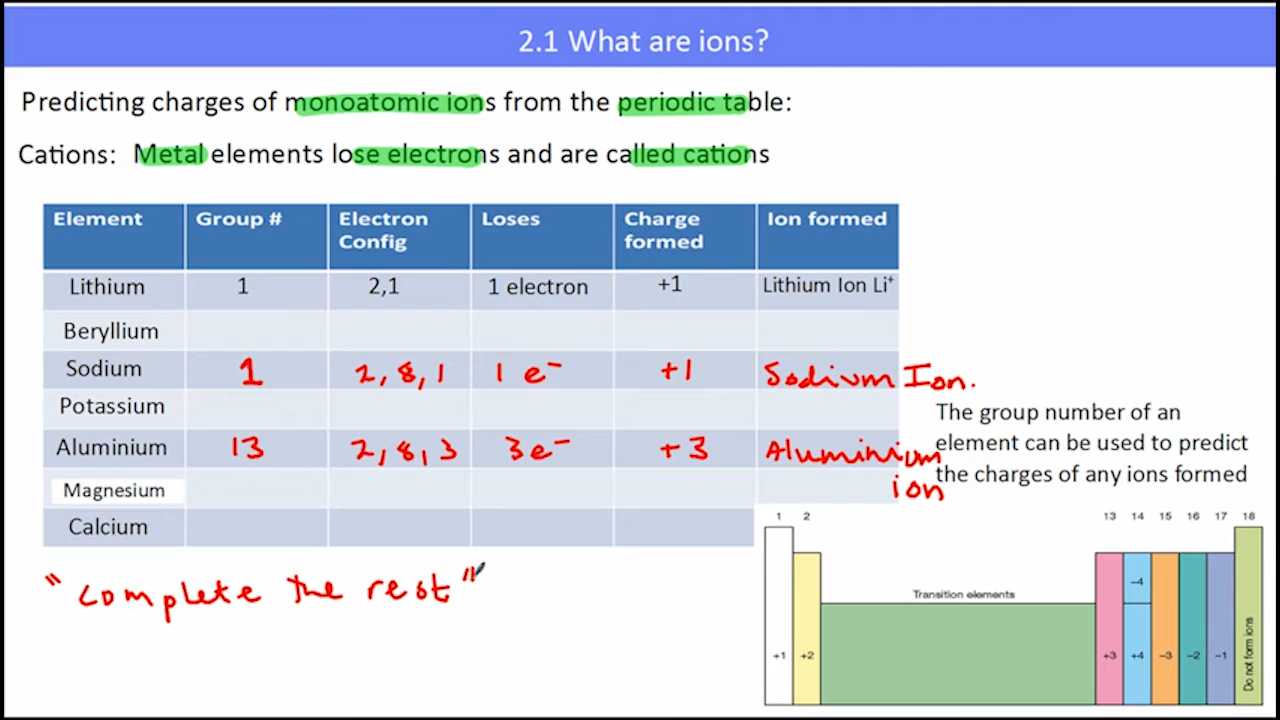 2.1 What are ions?
Predicting charges of monoatomic ions from the periodic table:
Cations: Metal elements lose electrons and are called cations
Element Group # Electron Config Loses Charge formed Ion formed
Lithium 1 2,1 1 electron +1 Lithium Ion Li⁺
Beryllium
Sodium 1 2, 8, 1 1 e⁻ +1 Sodium Ion.
Potassium
Aluminium 13 2, 8, 3 3e⁻ +3 Aluminium ion
Magnesium
Calcium
The group number of an
element can be used to predict
the charges of any ions formed
"complete the rest"
1 2 13 14 15 16 17 18
−4
Transition elements
+1 +2 +3 +4 −3 −2 −1 Do not form ions